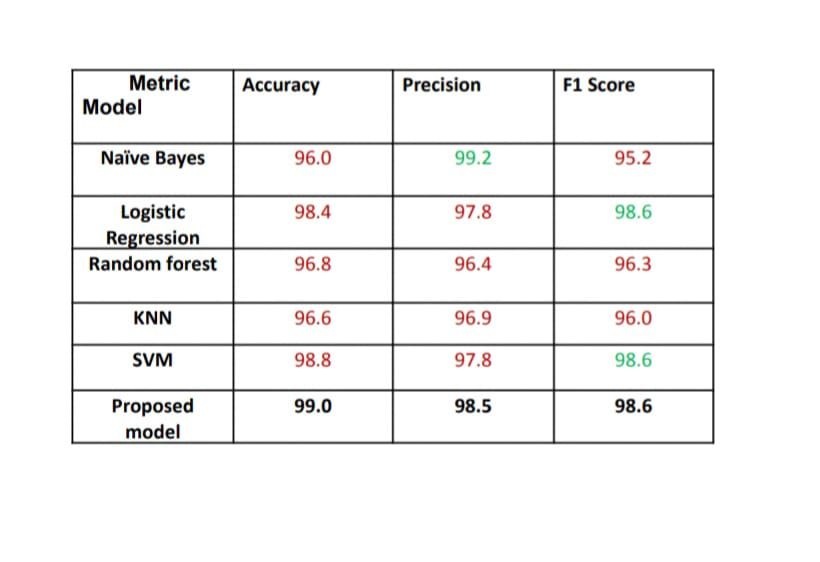 Metric Accuracy Precision F1 Score
Model
Naïve Bayes 96.0 99.2 95.2
Logistic 98.4 97.8 98.6
Regression
Random forest 96.8 96.4 96.3
KNN 96.6 96.9 96.0
SVM 98.8 97.8 98.6
Proposed 99.0 98.5 98.6
model